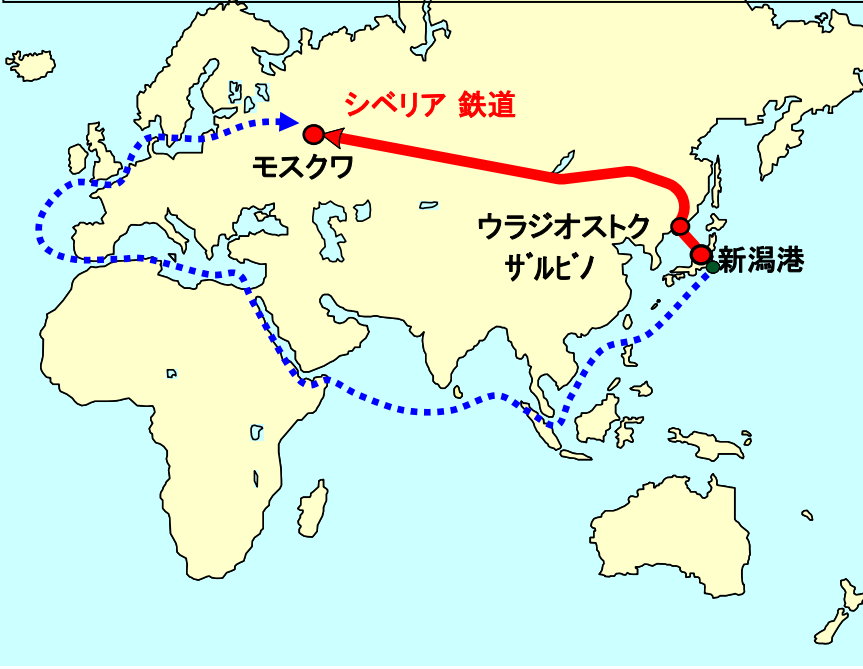 シベリア 鉄道
モスクワ
ウラジオストク
ザルビノ
新潟港